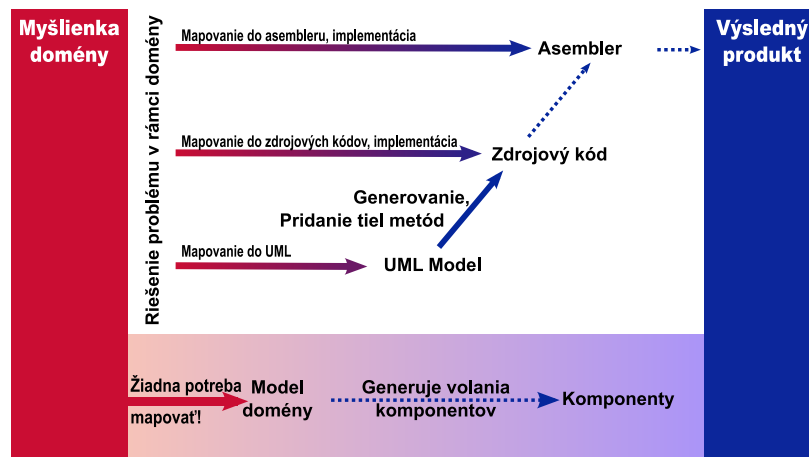 Myšlienka
domény
Riešenie problému v rámci domény
Mapovanie do asembleru, implementácia
Asembler
Výsledný
produkt
Mapovanie do zdrojových kódov, implementácia
Zdrojový kód
Generovanie,
Pridanie tiel metód
Mapovanie do UML
UML Model
Žiadna potreba
mapovať!
Model
domény
Generuje volania
komponentov
Komponenty